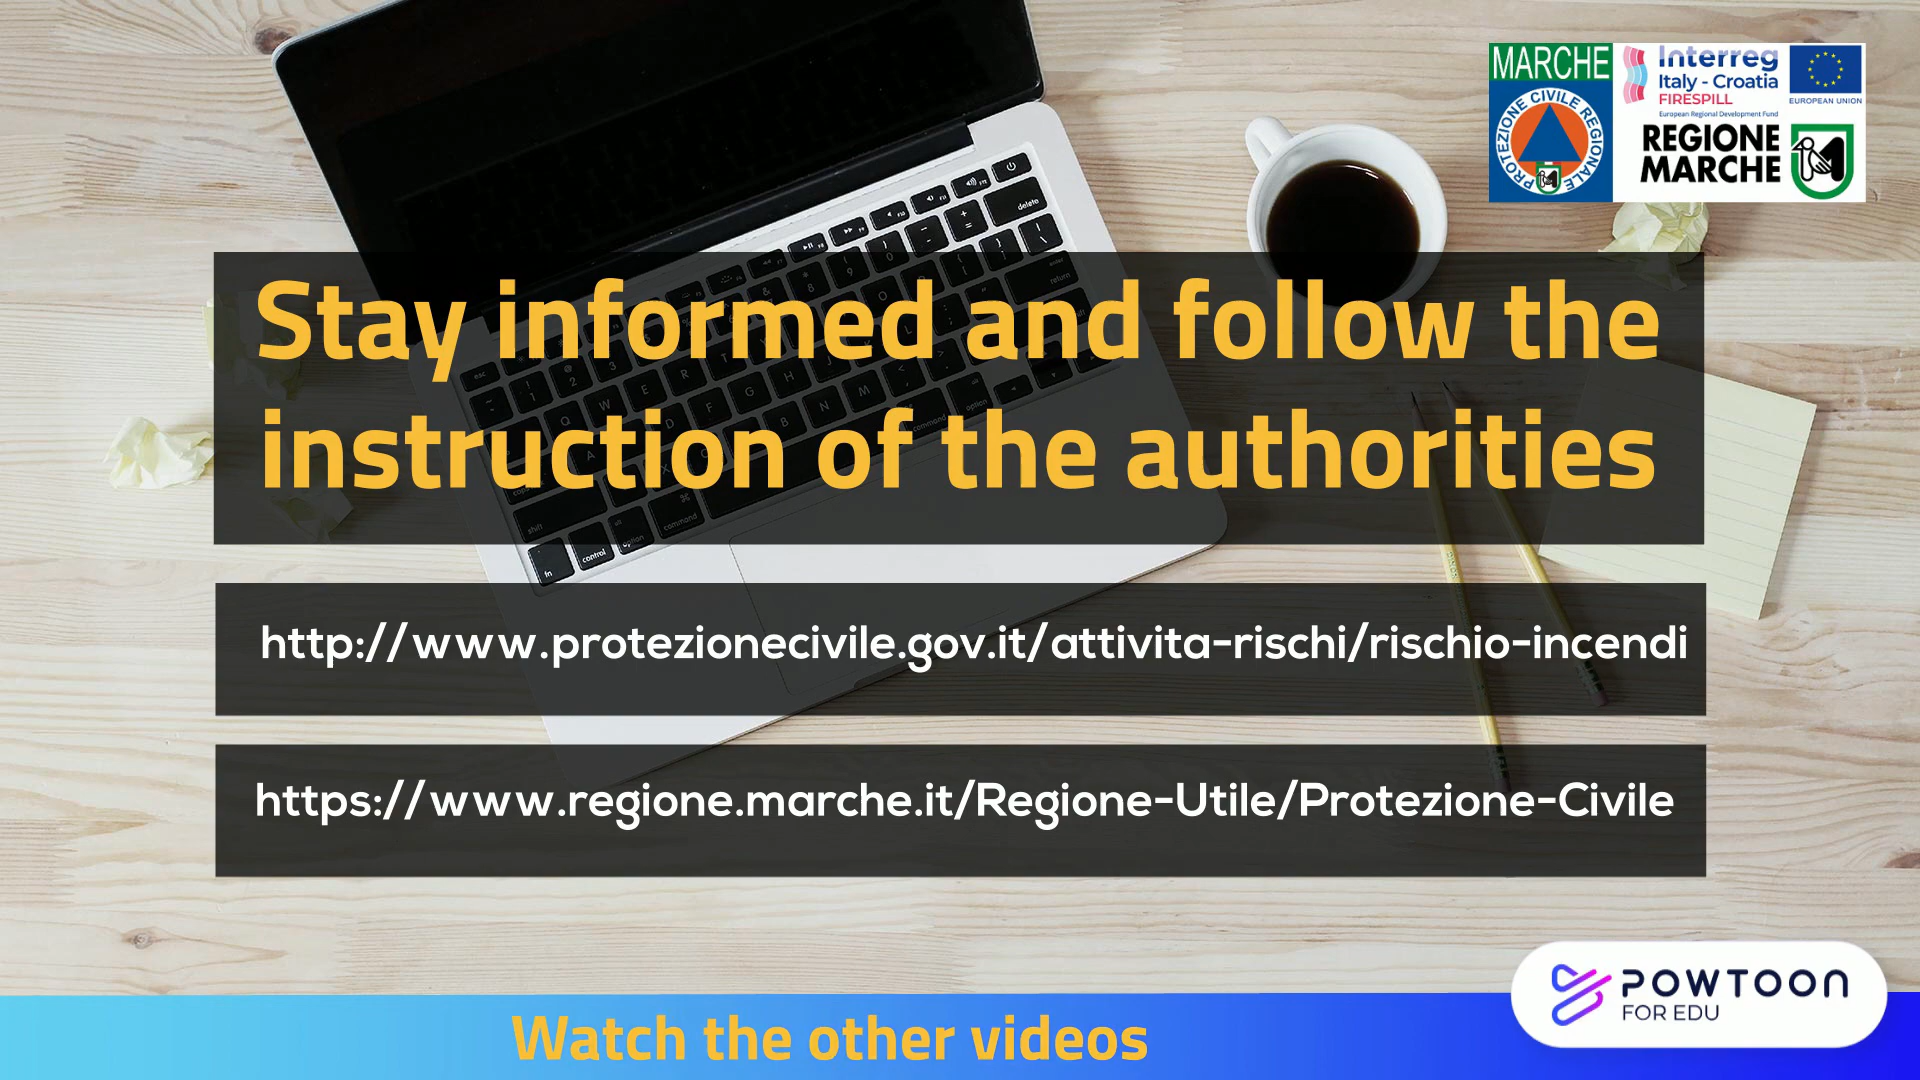 MARCHE
PROTEZIONE CIVILE REGIONALE
Interreg
Italy - Croatia
FIRESPILL
European Regional Development Fund
EUROPEAN UNION
REGIONE
MARCHE
Stay informed and follow the
instruction of the authorities
http://www.protezionecivile.gov.it/attivita-rischi/rischio-incendi
https://www.regione.marche.it/Regione-Utile/Protezione-Civile
POWTOON
FOR EDU
Watch the other videos